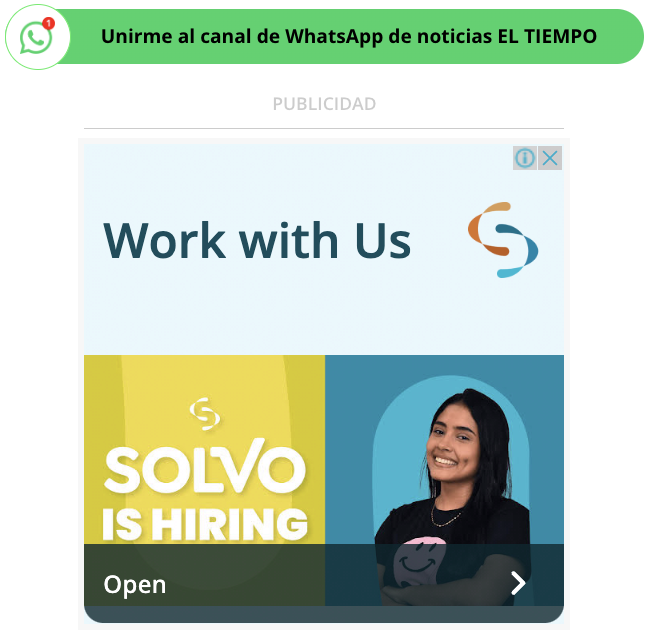 1
Unirme al canal de WhatsApp de noticias EL TIEMPO
PUBLICIDAD
Work with Us
SOLVO
IS HIRING
Open